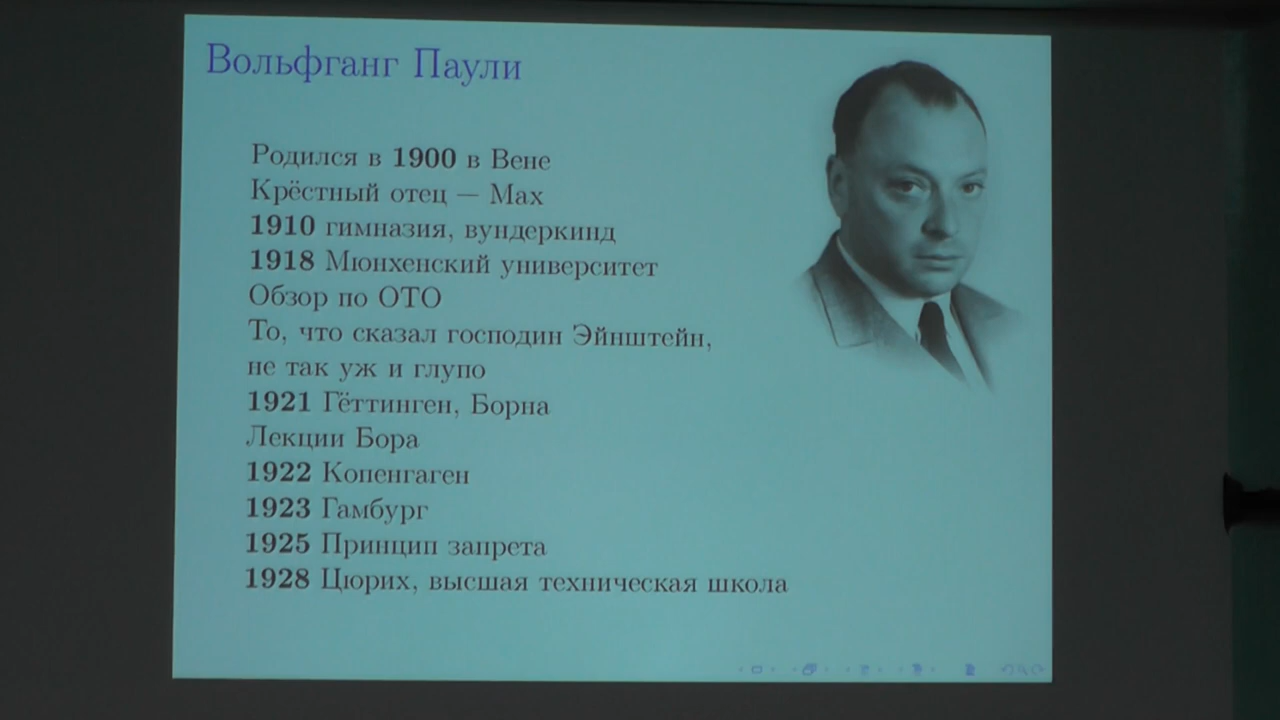 Вольфганг Паули
Родился в 1900 в Вене
Крёстный отец — Мах
1910 гимназия, вундеркинд
1918 Мюнхенский университет
Обзор по ОТО
То, что сказал господин Эйнштейн,
не так уж и глупо
1921 Гёттинген, Борна
Лекции Бора
1922 Копенгаген
1923 Гамбург
1925 Принцип запрета
1928 Цюрих, высшая техническая школа